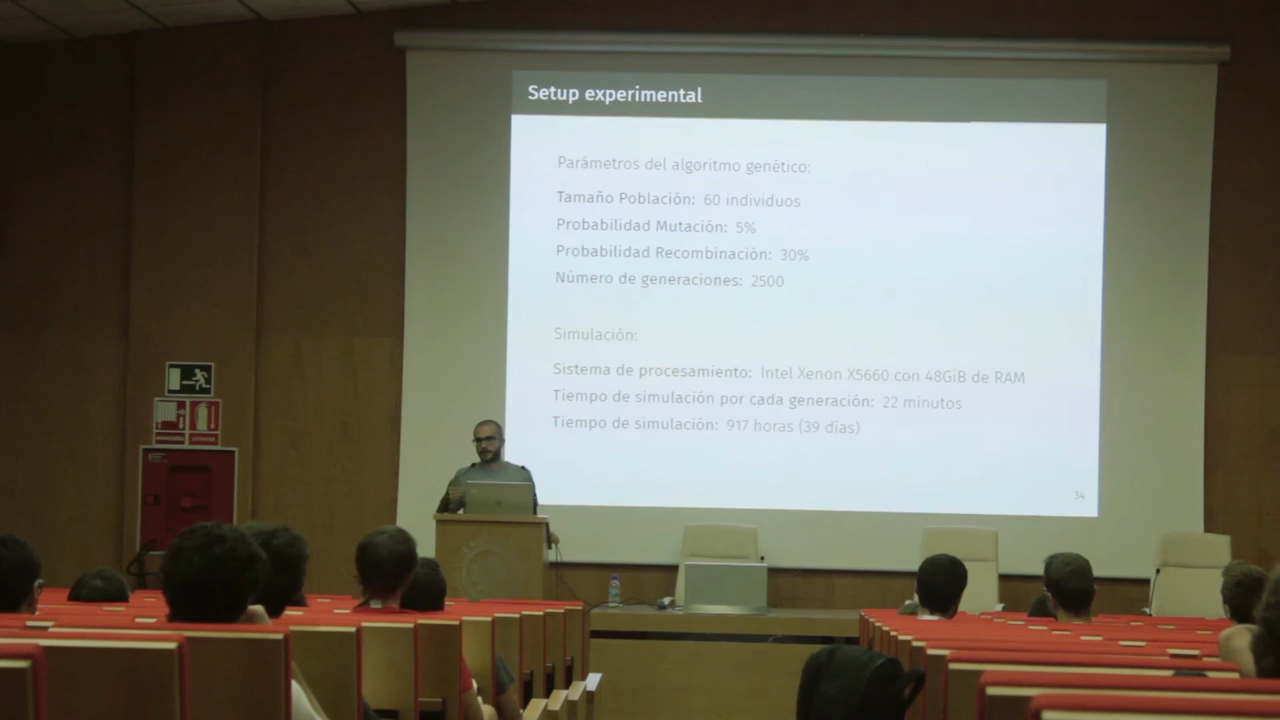 Setup experimental
Parámetros del algoritmo genético:
Tamaño Población: 60 individuos
Probabilidad Mutación: 5%
Probabilidad Recombinación: 30%
Número de generaciones: 2500
Simulación:
Sistema de procesamiento: Intel Xenon X5660 con 48GiB de RAM
Tiempo de simulación por cada generación: 22 minutos
Tiempo de simulación: 917 horas (39 días)
34